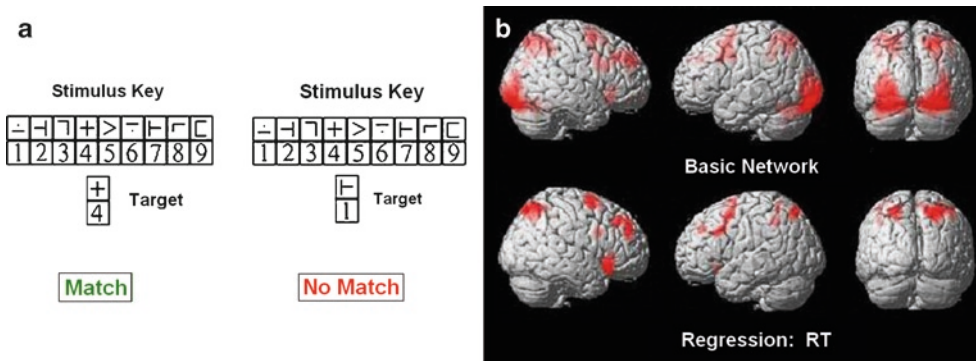 a
Stimulus Key
1 2 3 4 5 6 7 8 9
+
4
Target
Match
Stimulus Key
1 2 3 4 5 6 7 8 9
1
Target
No Match
b
Basic Network
Regression: RT